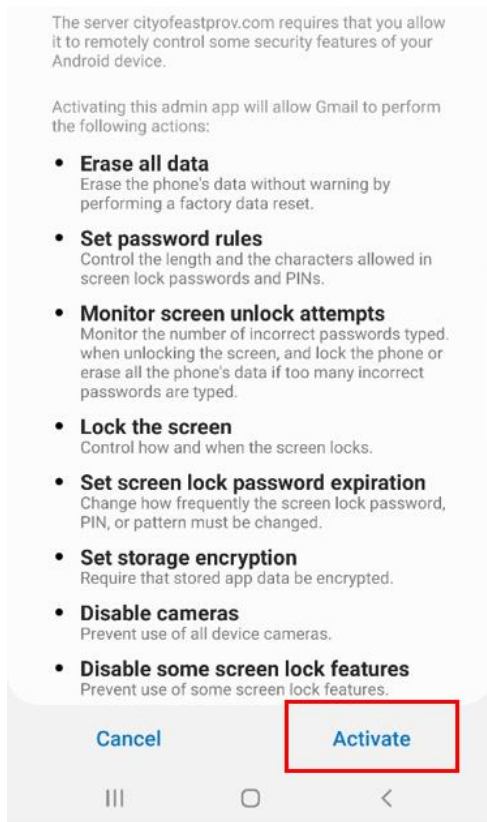 The server cityofeastprov.com requires that you allow
it to remotely control some security features of your
Android device.
Activating this admin app will allow Gmail to perform
the following actions:
• Erase all data
Erase the phone's data without warning by
performing a factory data reset.
• Set password rules
Control the length and the characters allowed in
screen lock passwords and PINs.
• Monitor screen unlock attempts
Monitor the number of incorrect passwords typed.
when unlocking the screen, and lock the phone or
erase all the phone's data if too many incorrect
passwords are typed.
• Lock the screen
Control how and when the screen locks.
• Set screen lock password expiration
Change how frequently the screen lock password,
PIN, or pattern must be changed.
• Set storage encryption
Require that stored app data be encrypted.
• Disable cameras
Prevent use of all device cameras.
• Disable some screen lock features
Prevent use of some screen lock features.
Cancel Activate